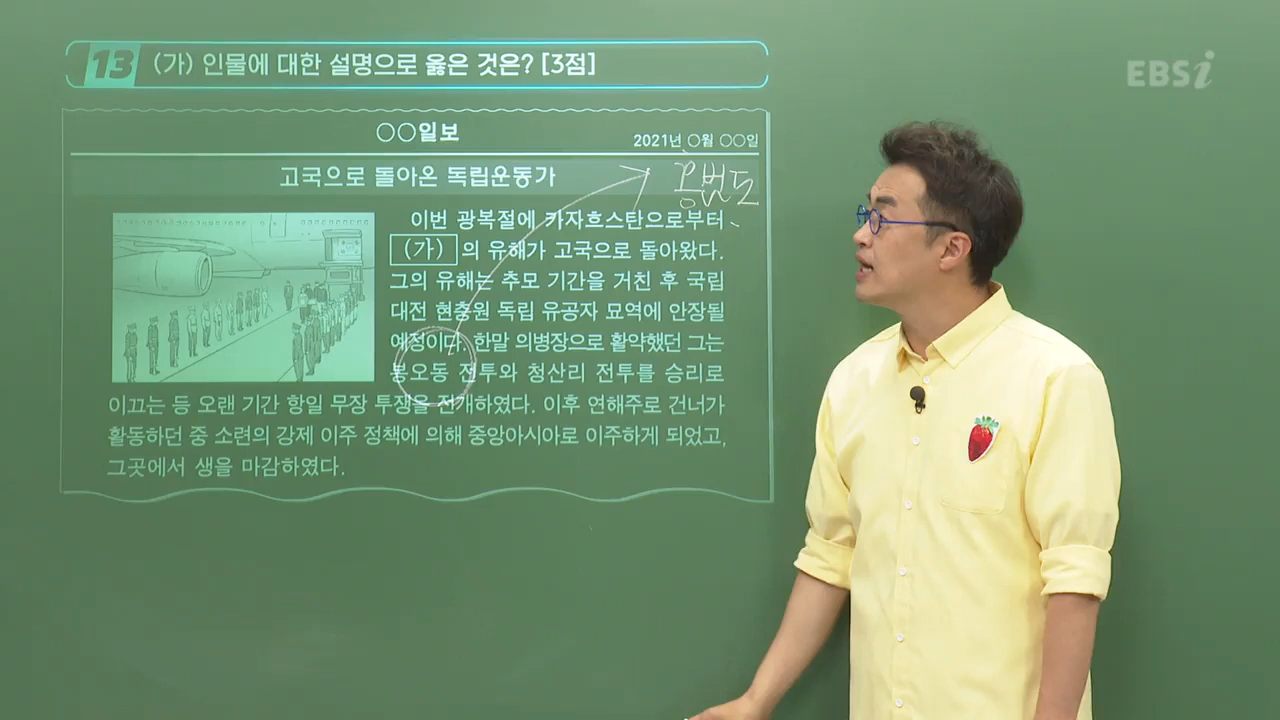 13 (가) 인물에 대한 설명으로 옳은 것은? [3점]
EBSi
○○일보
2021년 ○월 ○○일
고국으로 돌아온 독립운동가
홍범도
이번 광복절에 카자흐스탄으로부터
(가)의 유해가 고국으로 돌아왔다.
그의 유해는 추모 기간을 거친 후 국립
대전 현충원 독립 유공자 묘역에 안장될
예정이다. 한말 의병장으로 활약했던 그는
봉오동 전투와 청산리 전투를 승리로
이끄는 등 오랜 기간 항일 무장 투쟁을 전개하였다. 이후 연해주로 건너가
활동하던 중 소련의 강제 이주 정책에 의해 중앙아시아로 이주하게 되었고,
그곳에서 생을 마감하였다.